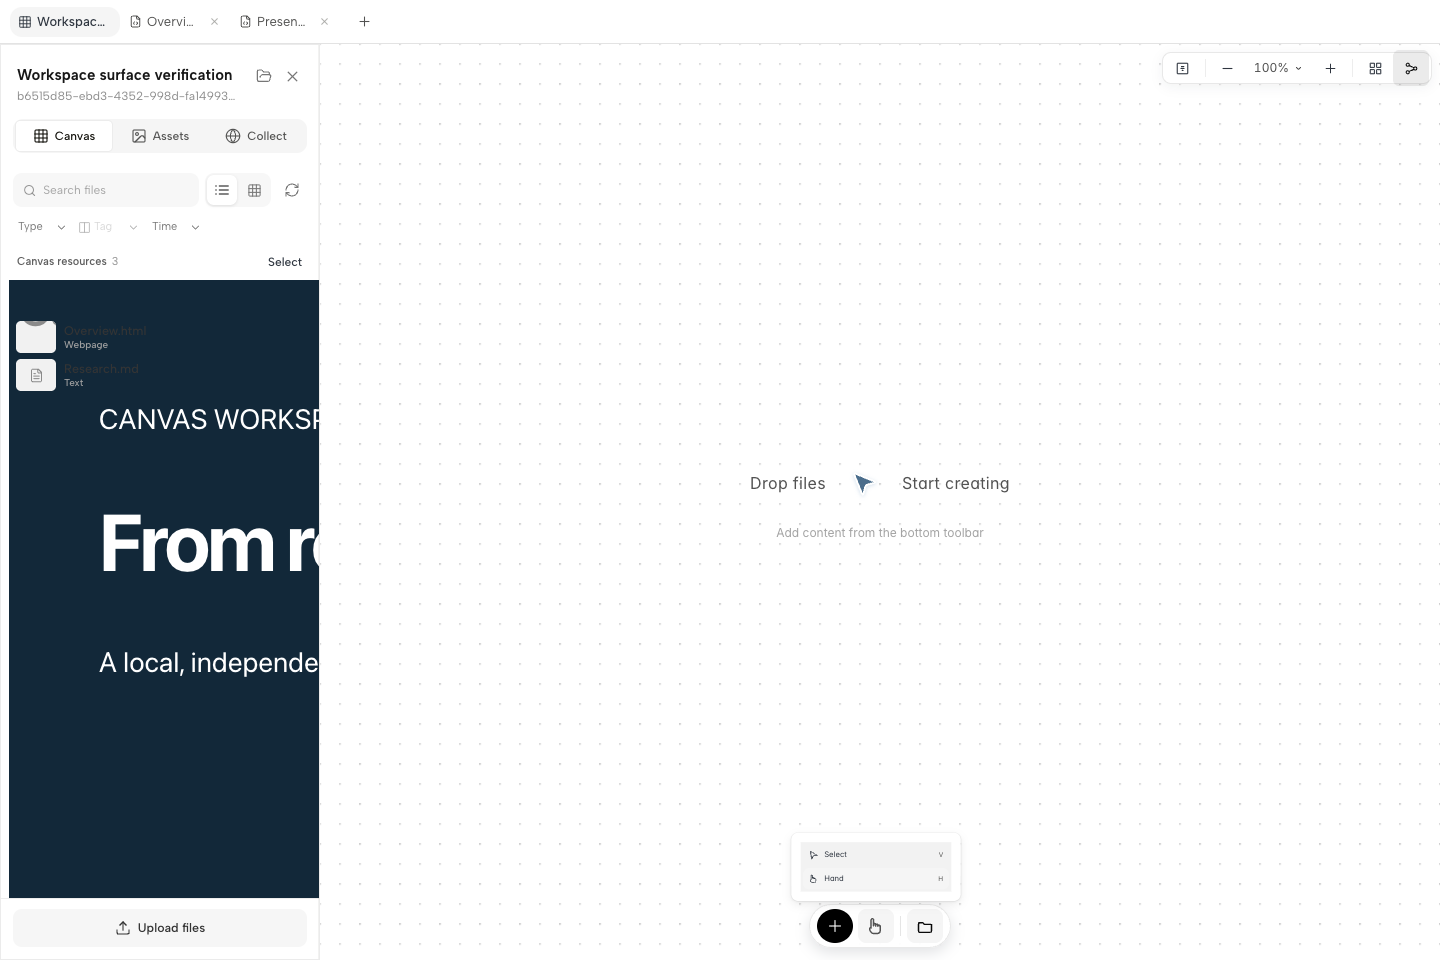 Workspac...
Overvi...
Presen...
Workspace surface verification
b6515d85-ebd3-4352-998d-fa14993...
Canvas
Assets
Collect
Search files
Type
Tag
Time
Canvas resources 3
Select
Overview.html
Webpage
Research.md
Text
CANVAS WORKSP
From re
A local, independe
Upload files
100%
Drop files
Start creating
Add content from the bottom toolbar
Select V
Hand H